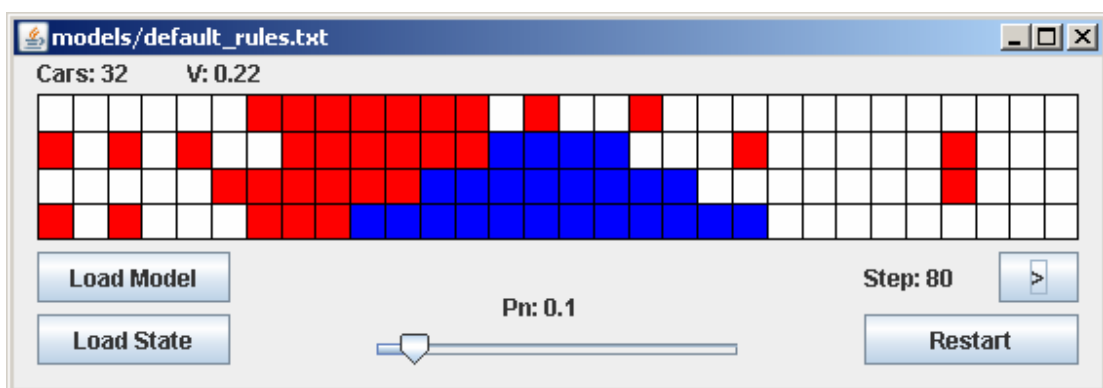 models/default_rules.txt
Cars: 32 V: 0.22
Load Model
Step: 80 >
Pn: 0.1
Load State
Restart